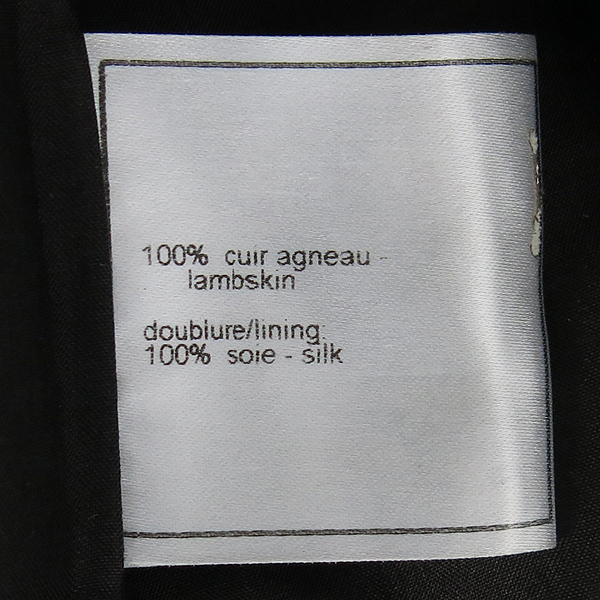 100% cuir agneau -
lambskin
doublure/lining:
100% soie - silk